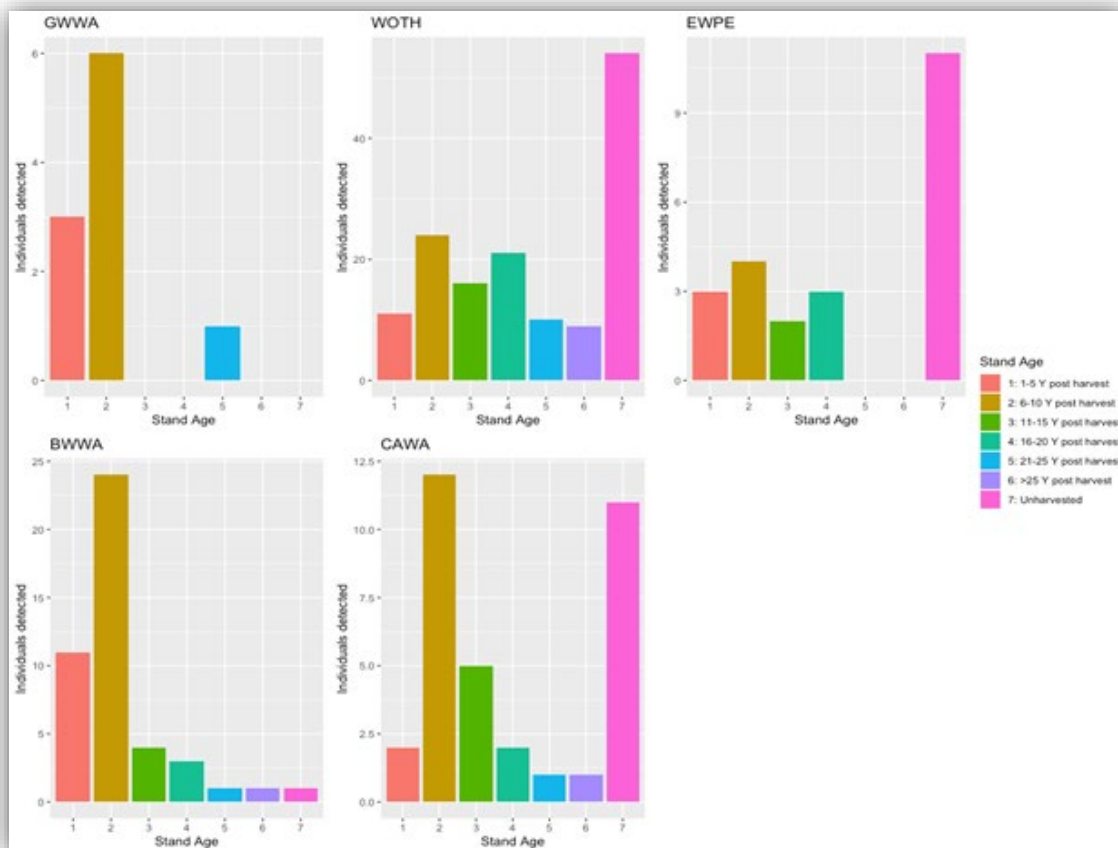 GWWA
WOTH
EWPE
Individuals detected
6
4
2
0
1 2 3 4 5 6 7
Stand Age
Individuals detected
40
20
0
1 2 3 4 5 6 7
Stand Age
Individuals detected
9
6
3
0
1 2 3 4 5 6 7
Stand Age
Stand Age
1: 1-5 Y post harvest
2: 6-10 Y post harvest
3: 11-15 Y post harvest
4: 16-20 Y post harvest
5: 21-25 Y post harvest
6: >25 Y post harvest
7: Unharvested
BWWA
CAWA
Individuals detected
25
20
15
10
5
0
1 2 3 4 5 6 7
Stand Age
Individuals detected
12.5
10.0
7.5
5.0
2.5
0.0
1 2 3 4 5 6 7
Stand Age